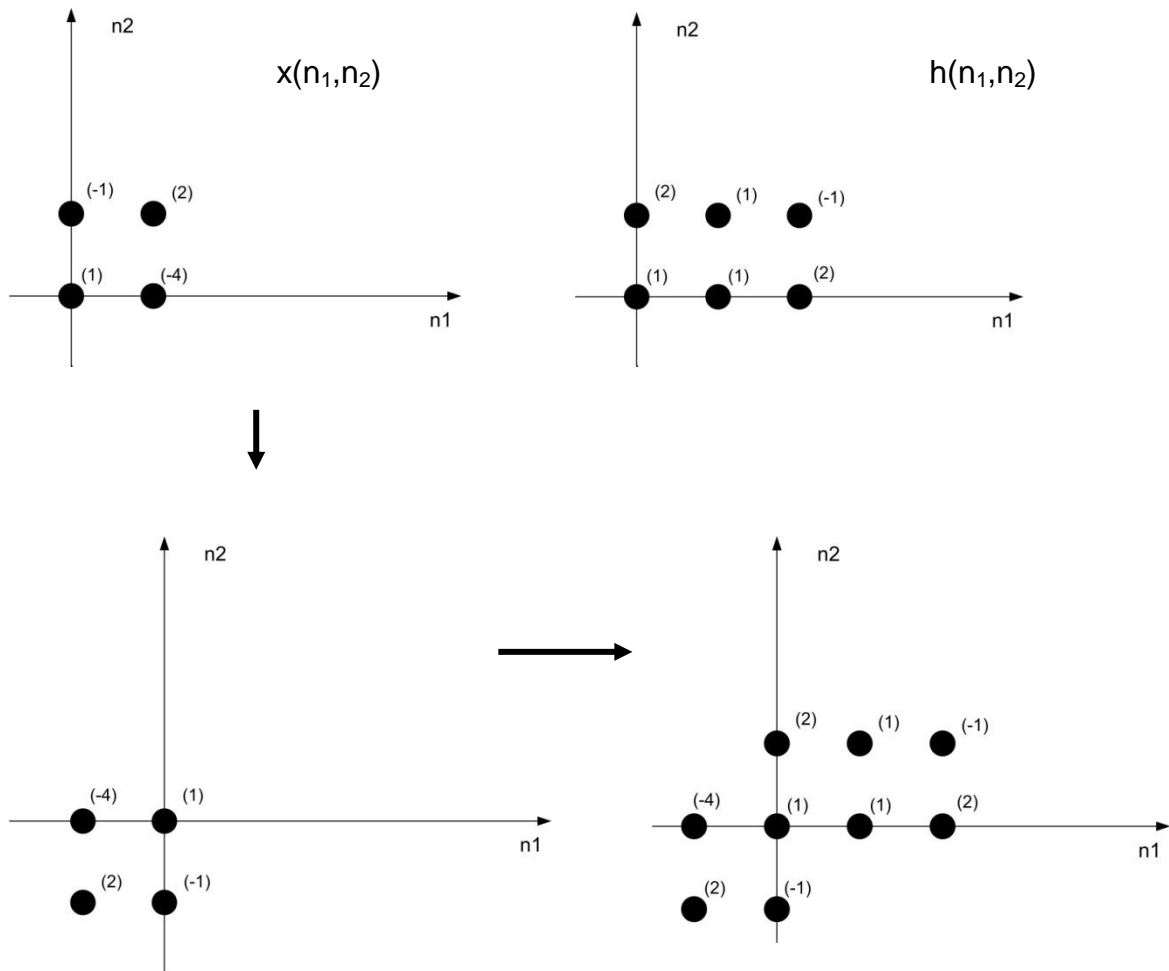 n2
x(n₁,n₂)
(-1) (2)
(1) (-4)
n1
n2
h(n₁,n₂)
(2) (1) (-1)
(1) (1) (2)
n1
n2
(-4) (1)
n1
(2) (-1)
n2
(2) (1) (-1)
(-4) (1) (1) (2)
n1
(2) (-1)